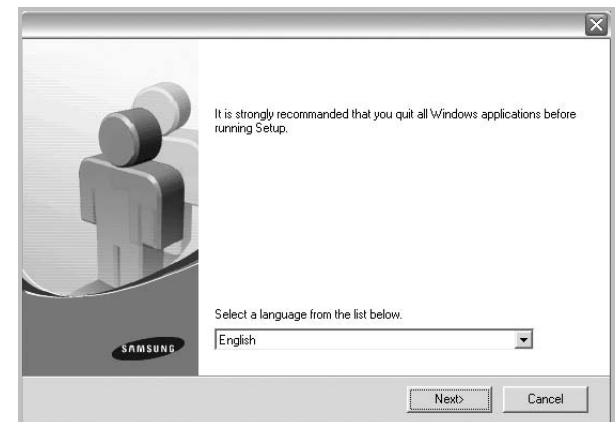 It is strongly recommanded that you quit all Windows applications before
running Setup.
Select a language from the list below.
English
SAMSUNG
Next>
Cancel